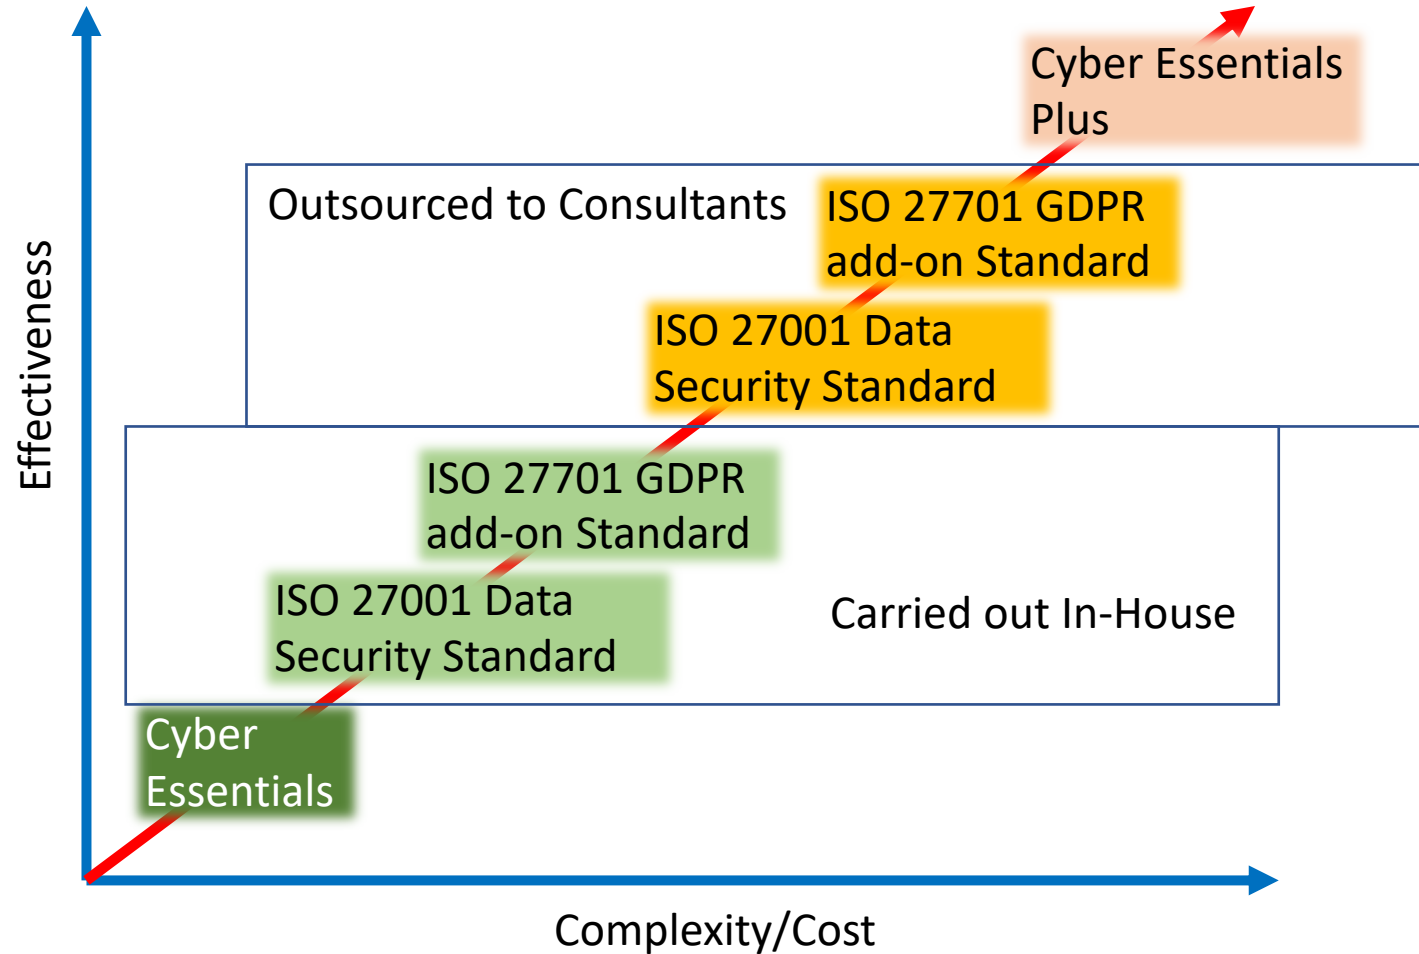 Cyber Essentials
Plus
Outsourced to Consultants
ISO 27701 GDPR
add-on Standard
ISO 27001 Data
Security Standard
Effectiveness
ISO 27701 GDPR
add-on Standard
ISO 27001 Data
Security Standard
Carried out In-House
Cyber
Essentials
Complexity/Cost